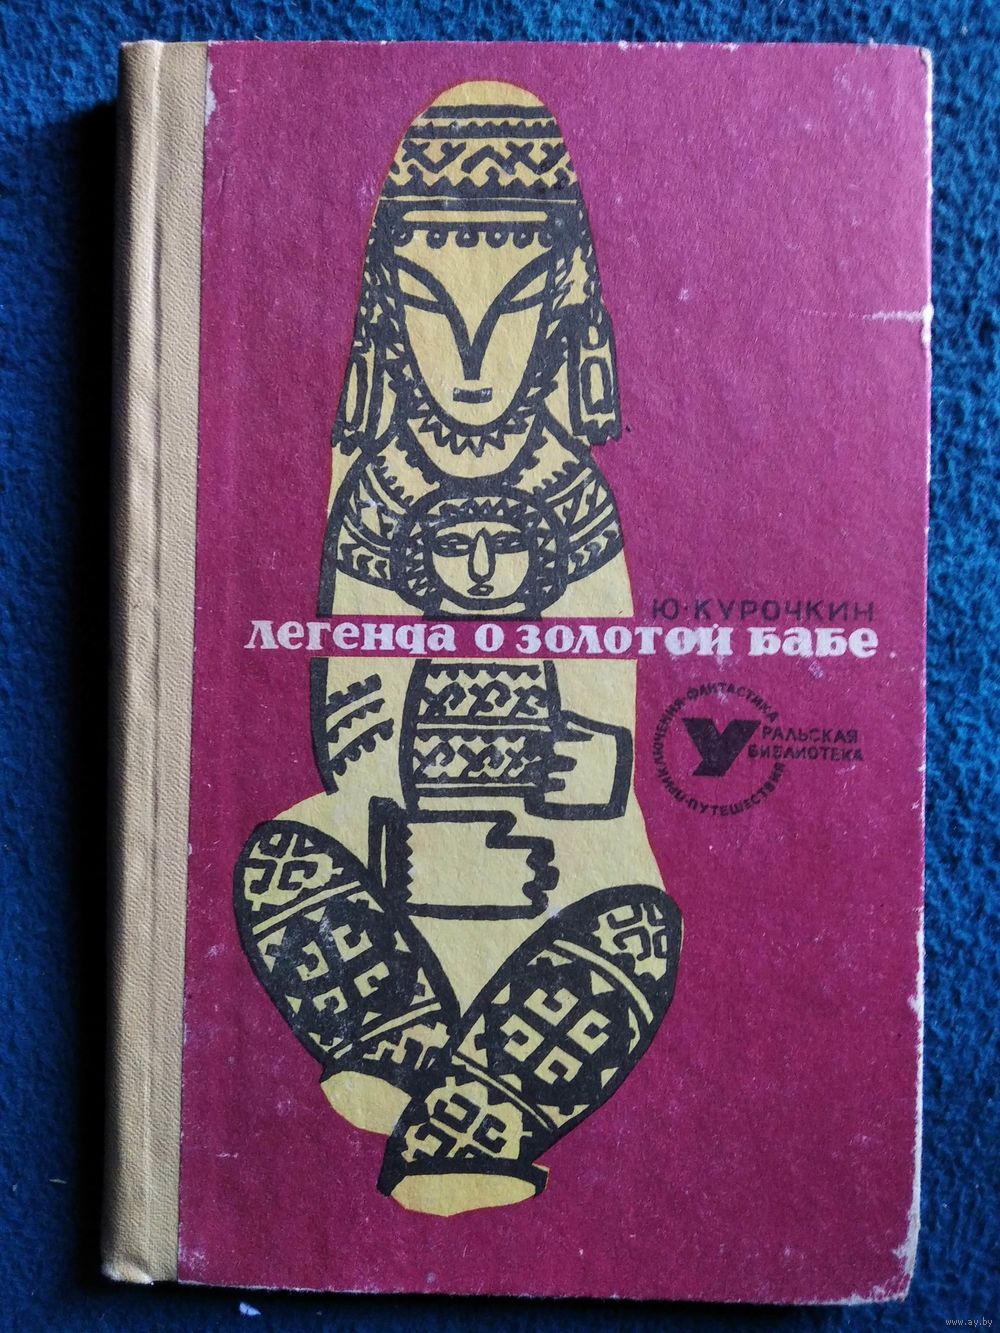 Ю. КУРОЧКИН
Легенда о золотой бабе
ПРИКЛЮЧЕНИЯ·ФАНТАСТИКА
УРАЛЬСКАЯ
БИБЛИОТЕКА
ПУТЕШЕСТВИЯ
www.ay.by